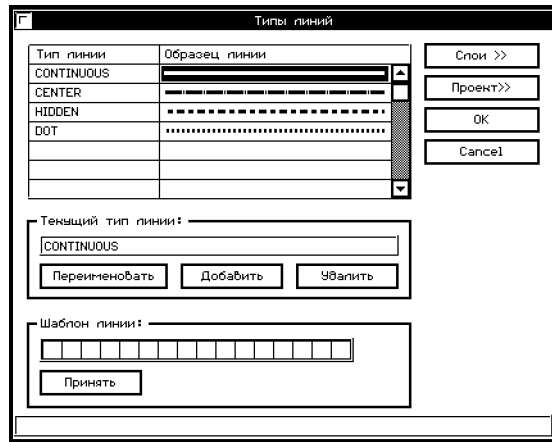 Типы линий
Тип линии Образец линии
CONTINUOUS
CENTER
HIDDEN
DOT
Слои >>
Проект>>
OK
Cancel
Текущий тип линии:
CONTINUOUS
Переименовать Добавить Удалить
Шаблон линии:
Принять